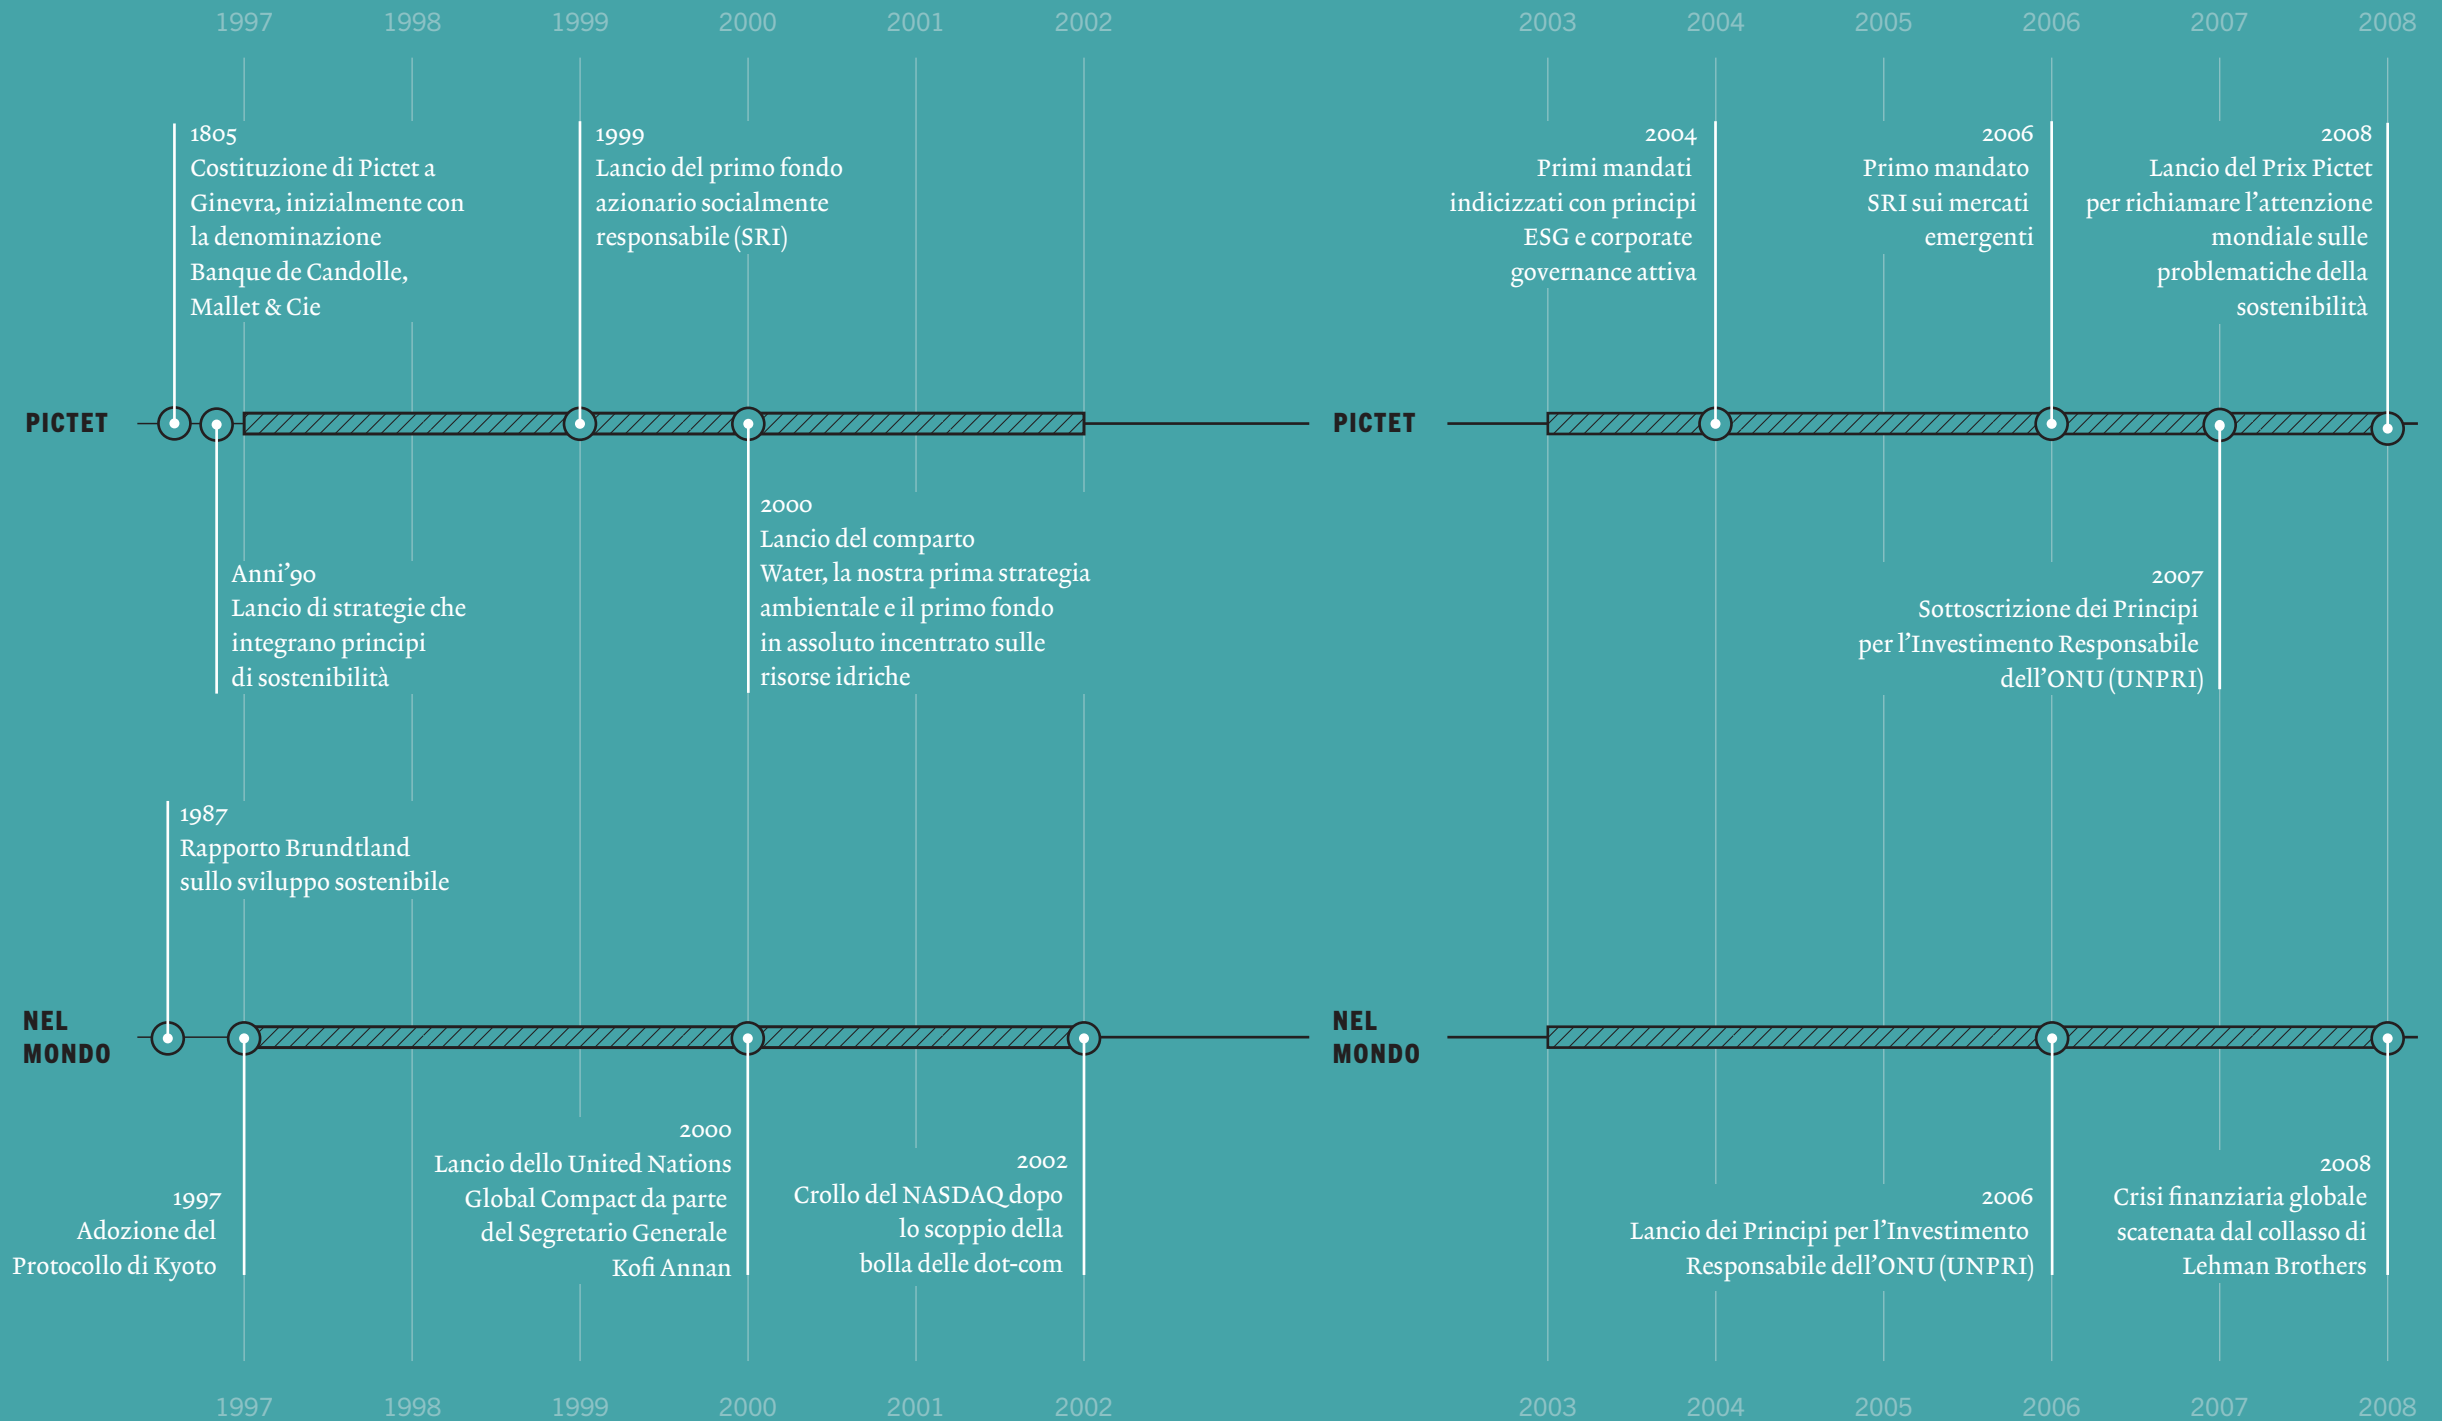 1997 1998 1999 2000 2001 2002 2003 2004 2005 2006 2007 2008
1805
Costituzione di Pictet a
Ginevra, inizialmente con
la denominazione
Banque de Candolle,
Mallet & Cie
1999
Lancio del primo fondo
azionario socialmente
responsabile (SRI)
2004
Primi mandati
indicizzati con principi
ESG e corporate
governance attiva
2006
Primo mandato
SRI sui mercati
emergenti
2008
Lancio del Prix Pictet
per richiamare l’attenzione
mondiale sulle
problematiche della
sostenibilità
PICTET
PICTET
Anni’90
Lancio di strategie che
integrano principi
di sostenibilità
2000
Lancio del comparto
Water, la nostra prima strategia
ambientale e il primo fondo
in assoluto incentrato sulle
risorse idriche
2007
Sottoscrizione dei Principi
per l’Investimento Responsabile
dell’ONU (UNPRI)
1987
Rapporto Brundtland
sullo sviluppo sostenibile
NEL
MONDO
NEL
MONDO
1997
Adozione del
Protocollo di Kyoto
2000
Lancio dello United Nations
Global Compact da parte
del Segretario Generale
Kofi Annan
2002
Crollo del NASDAQ dopo
lo scoppio della
bolla delle dot-com
2006
Lancio dei Principi per l’Investimento
Responsabile dell’ONU (UNPRI)
2008
Crisi finanziaria globale
scatenata dal collasso di
Lehman Brothers
1997 1998 1999 2000 2001 2002 2003 2004 2005 2006 2007 2008